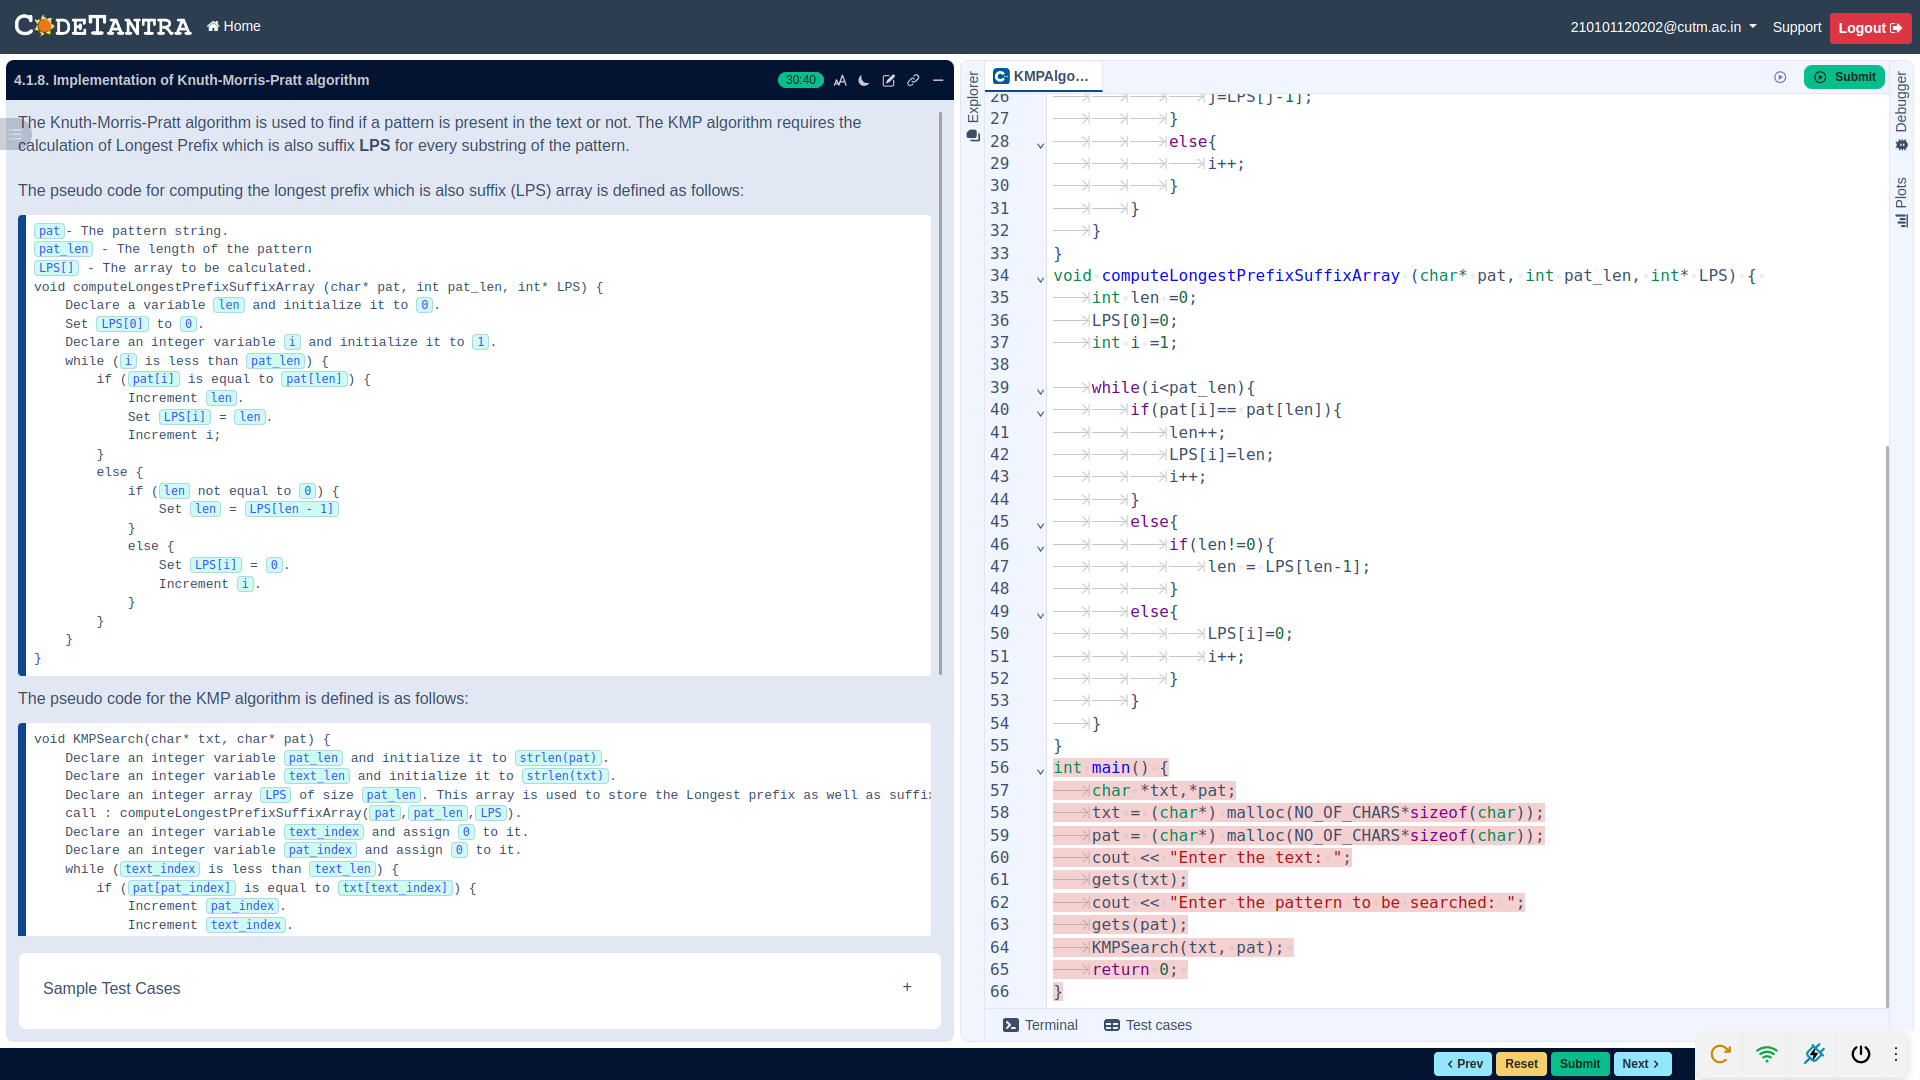 CODETANTRA Home 210101120202@cutm.ac.in Support Logout
4.1.8. Implementation of Knuth-Morris-Pratt algorithm 30:40
The Knuth-Morris-Pratt algorithm is used to find if a pattern is present in the text or not. The KMP algorithm requires the
calculation of Longest Prefix which is also suffix LPS for every substring of the pattern.
The pseudo code for computing the longest prefix which is also suffix (LPS) array is defined as follows:
pat - The pattern string.
pat_len - The length of the pattern
LPS[] - The array to be calculated.
void computeLongestPrefixSuffixArray (char* pat, int pat_len, int* LPS) {
Declare a variable len and initialize it to 0.
Set LPS[0] to 0.
Declare an integer variable i and initialize it to 1.
while (i is less than pat_len) {
if (pat[i] is equal to pat[len]) {
Increment len.
Set LPS[i] = len.
Increment i;
}
else {
if (len not equal to 0) {
Set len = LPS[len - 1]
}
else {
Set LPS[i] = 0.
Increment i.
}
}
}
}
The pseudo code for the KMP algorithm is defined is as follows:
void KMPSearch(char* txt, char* pat) {
Declare an integer variable pat_len and initialize it to strlen(pat).
Declare an integer variable text_len and initialize it to strlen(txt).
Declare an integer array LPS of size pat_len. This array is used to store the Longest prefix as well as suffix
call : computeLongestPrefixSuffixArray(pat,pat_len,LPS).
Declare an integer variable text_index and assign 0 to it.
Declare an integer variable pat_index and assign 0 to it.
while (text_index is less than text_len) {
if (pat[pat_index] is equal to txt[text_index]) {
Increment pat_index.
Increment text_index.
Sample Test Cases +
Explorer
KMPAlgo... Submit
26 j=LPS[j-1];
27 }
28 else{
29 i++;
30 }
31 }
32 }
33 }
34 void computeLongestPrefixSuffixArray (char* pat, int pat_len, int* LPS) {
35 int len =0;
36 LPS[0]=0;
37 int i =1;
38
39 while(i<pat_len){
40 if(pat[i]== pat[len]){
41 len++;
42 LPS[i]=len;
43 i++;
44 }
45 else{
46 if(len!=0){
47 len = LPS[len-1];
48 }
49 else{
50 LPS[i]=0;
51 i++;
52 }
53 }
54 }
55 }
56 int main() {
57 char *txt,*pat;
58 txt = (char*) malloc(NO_OF_CHARS*sizeof(char));
59 pat = (char*) malloc(NO_OF_CHARS*sizeof(char));
60 cout << "Enter the text: ";
61 gets(txt);
62 cout << "Enter the pattern to be searched: ";
63 gets(pat);
64 KMPSearch(txt, pat);
65 return 0;
66 }
Debugger
Plots
Terminal Test cases
Prev Reset Submit Next